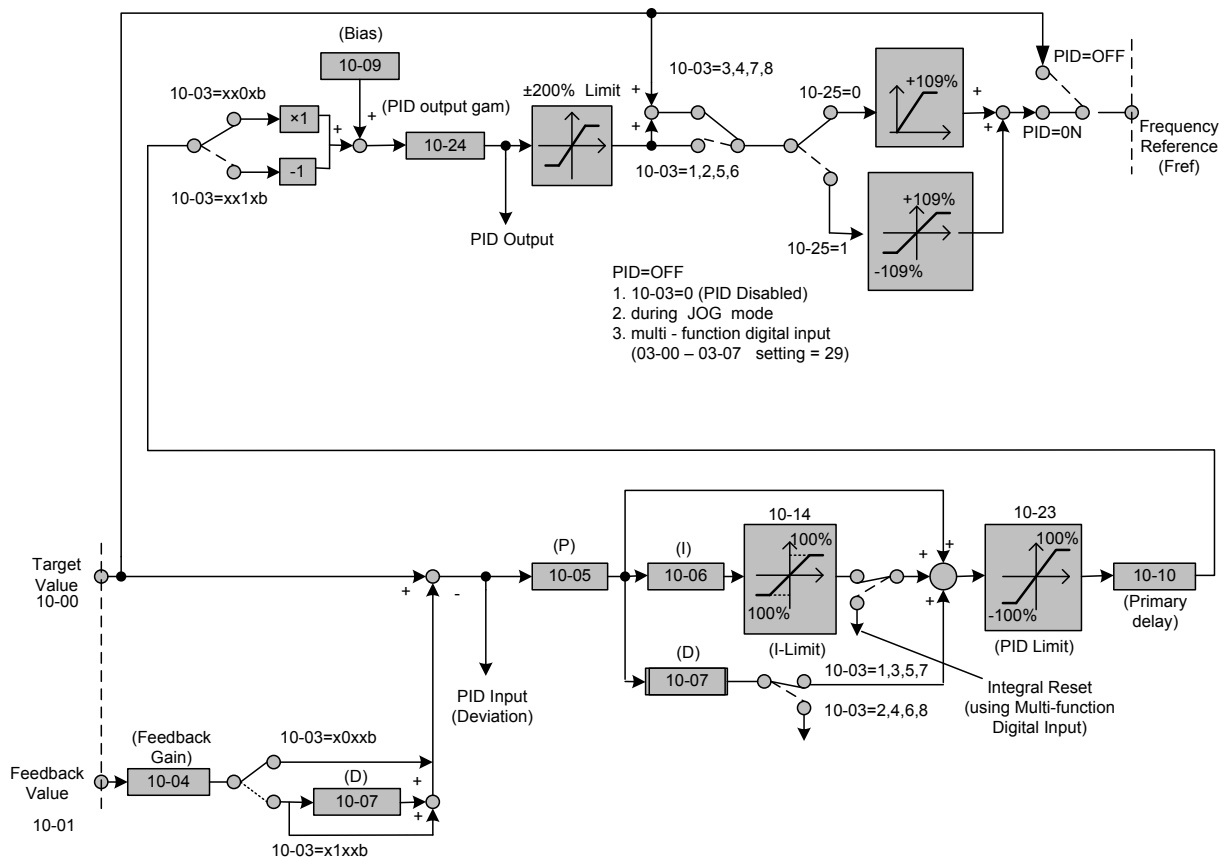 PID=OFF
(Bias)
10-09
10-03=3,4,7,8
10-03=xx0xb
±200% Limit
10-25=0
+109%
(PID output gam)
+
×1
+
+
+
+
+
+
10-24
-1
PID=0N
Frequency
Reference
(Fref)
10-03=1,2,5,6
10-03=xx1xb
+109%
-109%
PID Output
10-25=1
PID=OFF
1. 10-03=0 (PID Disabled)
2. during JOG mode
3. multi - function digital input
(03-00 – 03-07 setting = 29)
10-14
10-23
100%
100%
Target
Value
10-00
(P)
(I)
+
+
10-05
10-06
10-10
+
-
+
100%
-100%
(Primary
delay)
(I-Limit)
(PID Limit)
(D)
10-07
10-03=1,3,5,7
10-03=2,4,6,8
Integral Reset
(using Multi-function
Digital Input)
PID Input
(Deviation)
10-03=x0xxb
(Feedback
Gain)
Feedback
Value
10-01
10-04
(D)
10-07
+
+
10-03=x1xxb